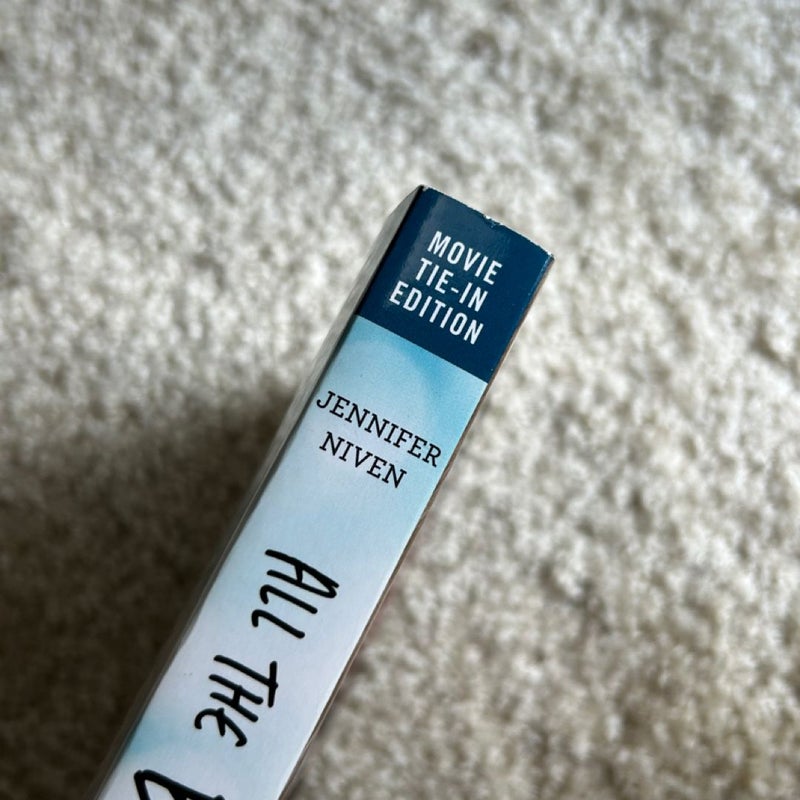 MOVIE
TIE-IN
EDITION
JENNIFER
NIVEN
ALL THE